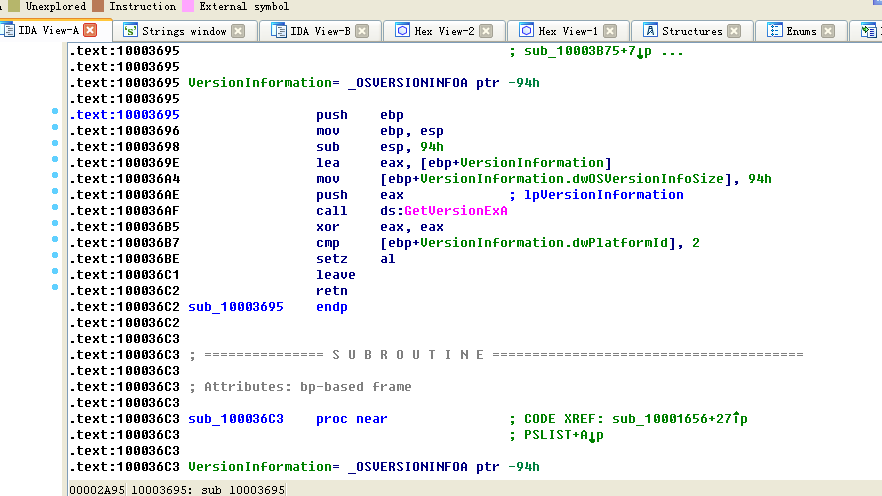 Unexplored Instruction External symbol
IDA View-A Strings window IDA View-B Hex View-2 Hex View-1 Structures Enums
.text:10003695 ; sub_10003B75+7↓p ...
.text:10003695
.text:10003695 VersionInformation= _OSVERSIONINFOA ptr -94h
.text:10003695
.text:10003695 push ebp
.text:10003696 mov ebp, esp
.text:10003698 sub esp, 94h
.text:1000369E lea eax, [ebp+VersionInformation]
.text:100036A4 mov [ebp+VersionInformation.dwOSVersionInfoSize], 94h
.text:100036AE push eax ; lpVersionInformation
.text:100036AF call ds:GetVersionExA
.text:100036B5 xor eax, eax
.text:100036B7 cmp [ebp+VersionInformation.dwPlatformId], 2
.text:100036BE setz al
.text:100036C1 leave
.text:100036C2 retn
.text:100036C2 sub_10003695 endp
.text:100036C2
.text:100036C3
.text:100036C3 ; =============== S U B R O U T I N E =======================================
.text:100036C3
.text:100036C3 ; Attributes: bp-based frame
.text:100036C3
.text:100036C3 sub_100036C3 proc near ; CODE XREF: sub_10001656+27↑p
.text:100036C3 ; PSLIST+A↓p
.text:100036C3
.text:100036C3 VersionInformation= _OSVERSIONINFOA ptr -94h
00002A95 10003695: sub_10003695